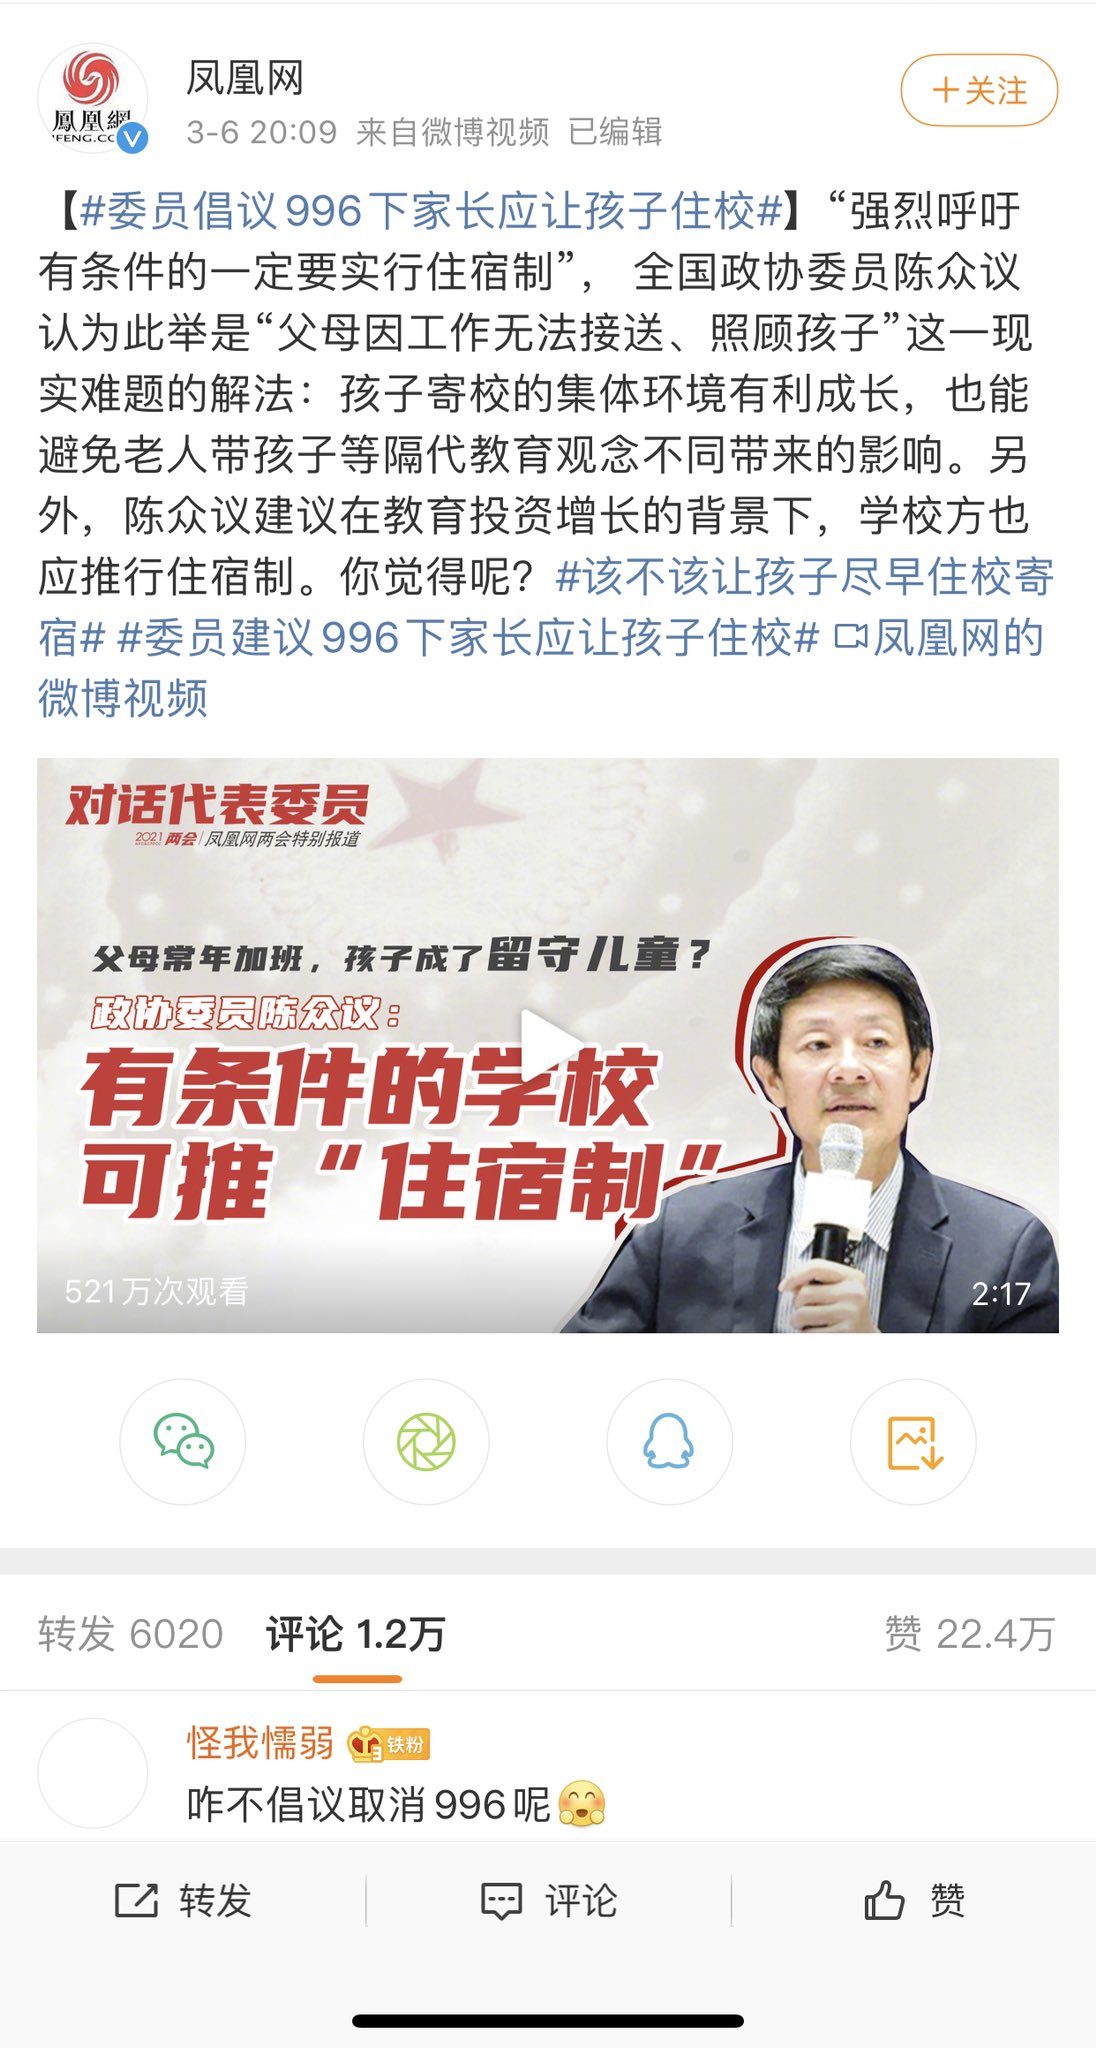 鳳凰網
IFENG.CC
凤凰网
3-6 20:09 来自微博视频 已编辑
+关注
【#委员倡议996下家长应让孩子住校#】“强烈呼吁
有条件的一定要实行住宿制”， 全国政协委员陈众议
认为此举是“父母因工作无法接送、照顾孩子”这一现
实难题的解法：孩子寄校的集体环境有利成长，也能
避免老人带孩子等隔代教育观念不同带来的影响。另
外，陈众议建议在教育投资增长的背景下，学校方也
应推行住宿制。你觉得呢？#该不该让孩子尽早住校寄
宿# #委员建议996下家长应让孩子住校# 凤凰网的
微博视频
对话代表委员
2021两会|凤凰网两会特别报道
父母常年加班，孩子成了留守儿童？
政协委员陈众议：
有条件的学校
可推“住宿制”
521万次观看
2:17
转发 6020 评论 1.2万 赞 22.4万
怪我懦弱 铁粉
咋不倡议取消996呢
转发 评论 赞